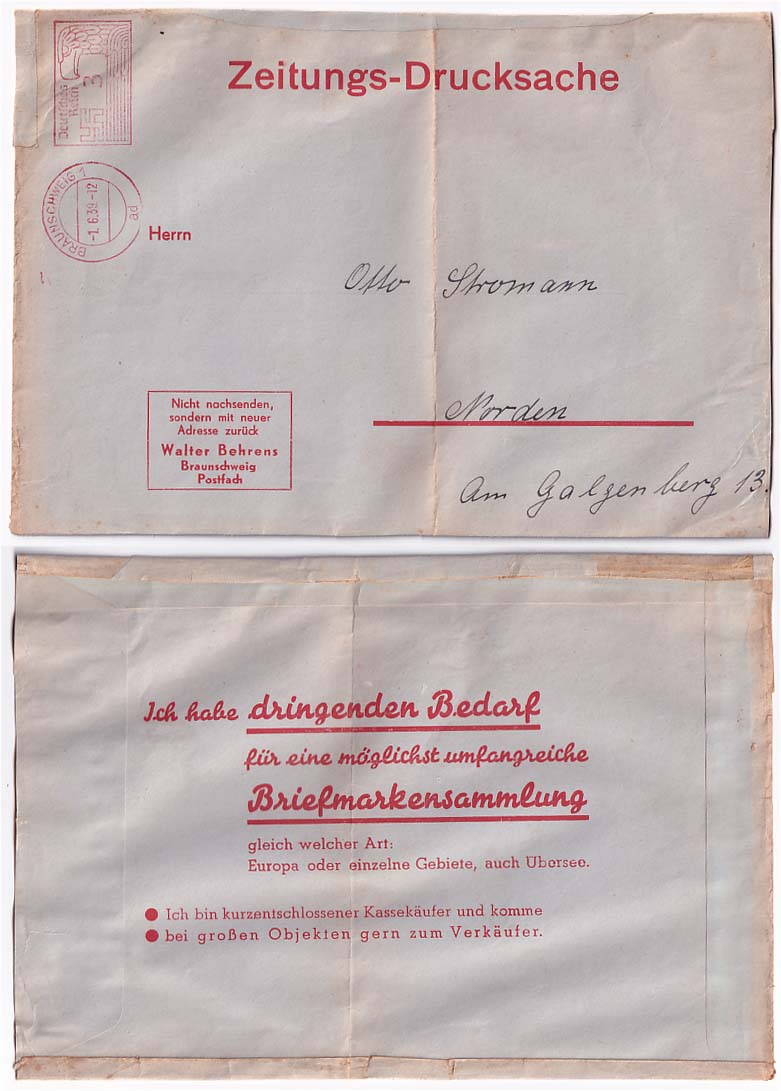 Deutsches
Reich
3
Zeitungs-Drucksache
BRAUNSCHWEIG 1
-1.6.39.-12
ad
Herrn
Otto Stromann
Norden
Am Galgenberg 13.
Nicht nachsenden,
sondern mit neuer
Adresse zurück
Walter Behrens
Braunschweig
Postfach
Ich habe dringenden Bedarf
für eine möglichst umfangreiche
Briefmarkensammlung
gleich welcher Art:
Europa oder einzelne Gebiete, auch Übersee.
● Ich bin kurzentschlossener Kassekäufer und komme
● bei großen Objekten gern zum Verkäufer.